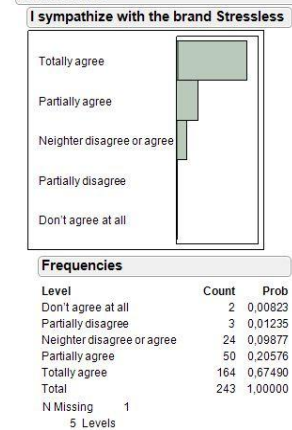 I sympathize with the brand Stressless
Totally agree
Partially agree
Neighter disagree or agree
Partially disagree
Don't agree at all
Frequencies
Level Count Prob
Don't agree at all 2 0,00823
Partially disagree 3 0,01235
Neighter disagree or agree 24 0,09877
Partially agree 50 0,20576
Totally agree 164 0,67490
Total 243 1,00000
N Missing 1
5 Levels